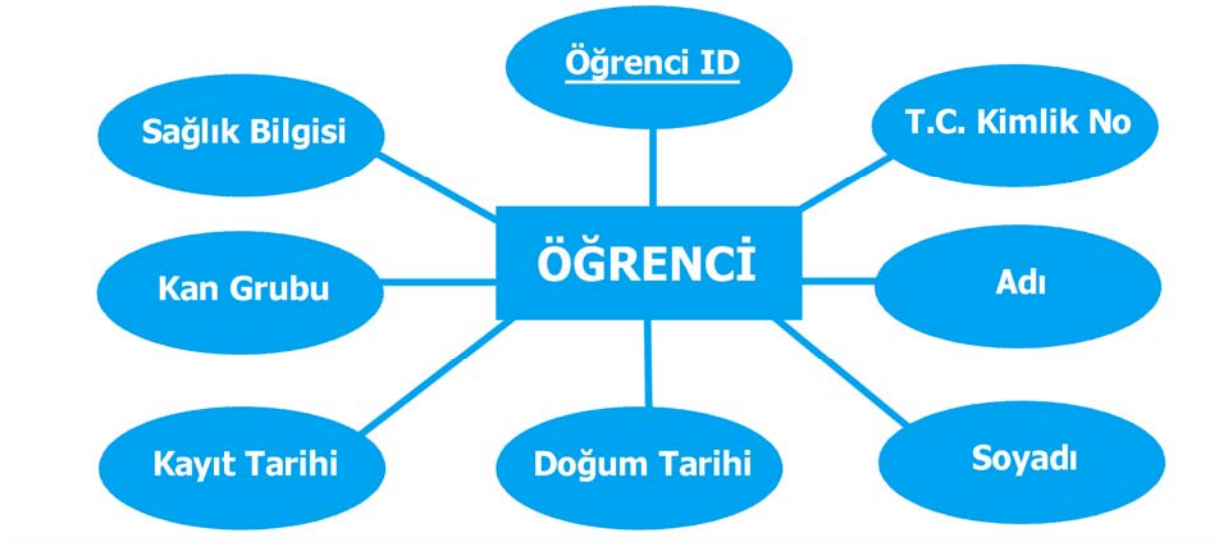 Öğrenci ID
Sağlık Bilgisi
T.C. Kimlik No
ÖĞRENCİ
Kan Grubu
Adı
Kayıt Tarihi
Doğum Tarihi
Soyadı